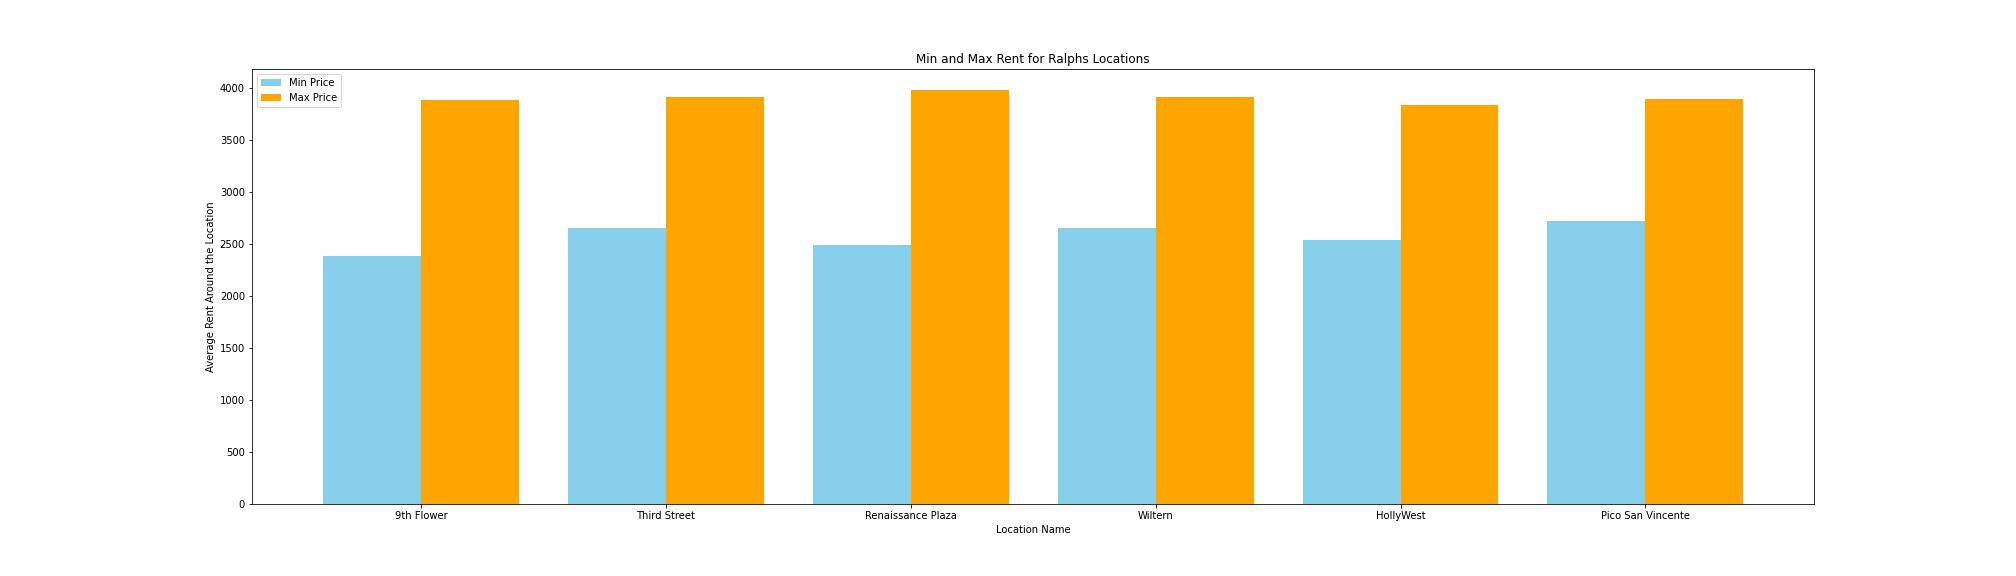 Min and Max Rent for Ralphs Locations
Min Price
Max Price
4000
3500
3000
2500
2000
1500
1000
500
0
Average Rent Around the Location
9th Flower
Third Street
Renaissance Plaza
Wiltern
HollyWest
Pico San Vincente
Location Name